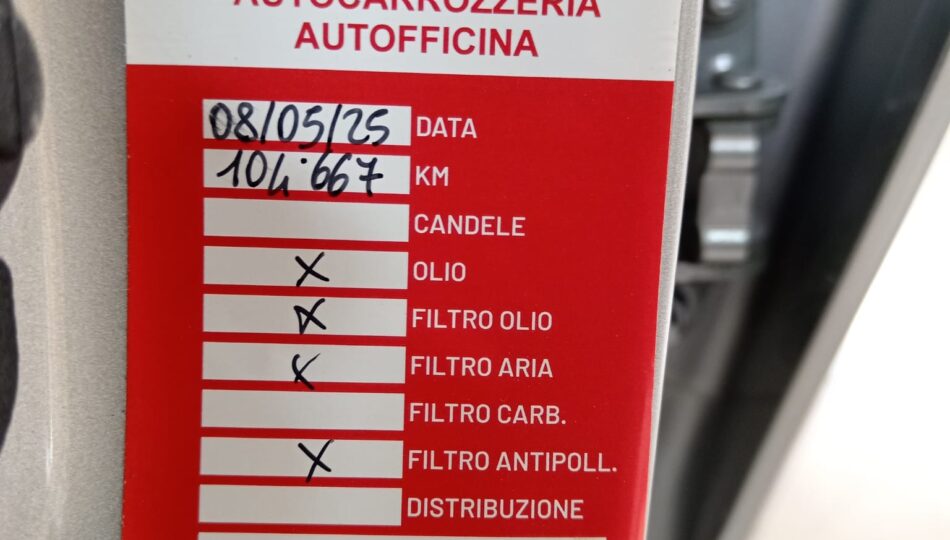 AUTOCARROZZERIA
AUTOFFICINA
08/05/25 DATA
104.667 KM
CANDELE
X OLIO
X FILTRO OLIO
X FILTRO ARIA
FILTRO CARB.
X FILTRO ANTIPOLL.
DISTRIBUZIONE